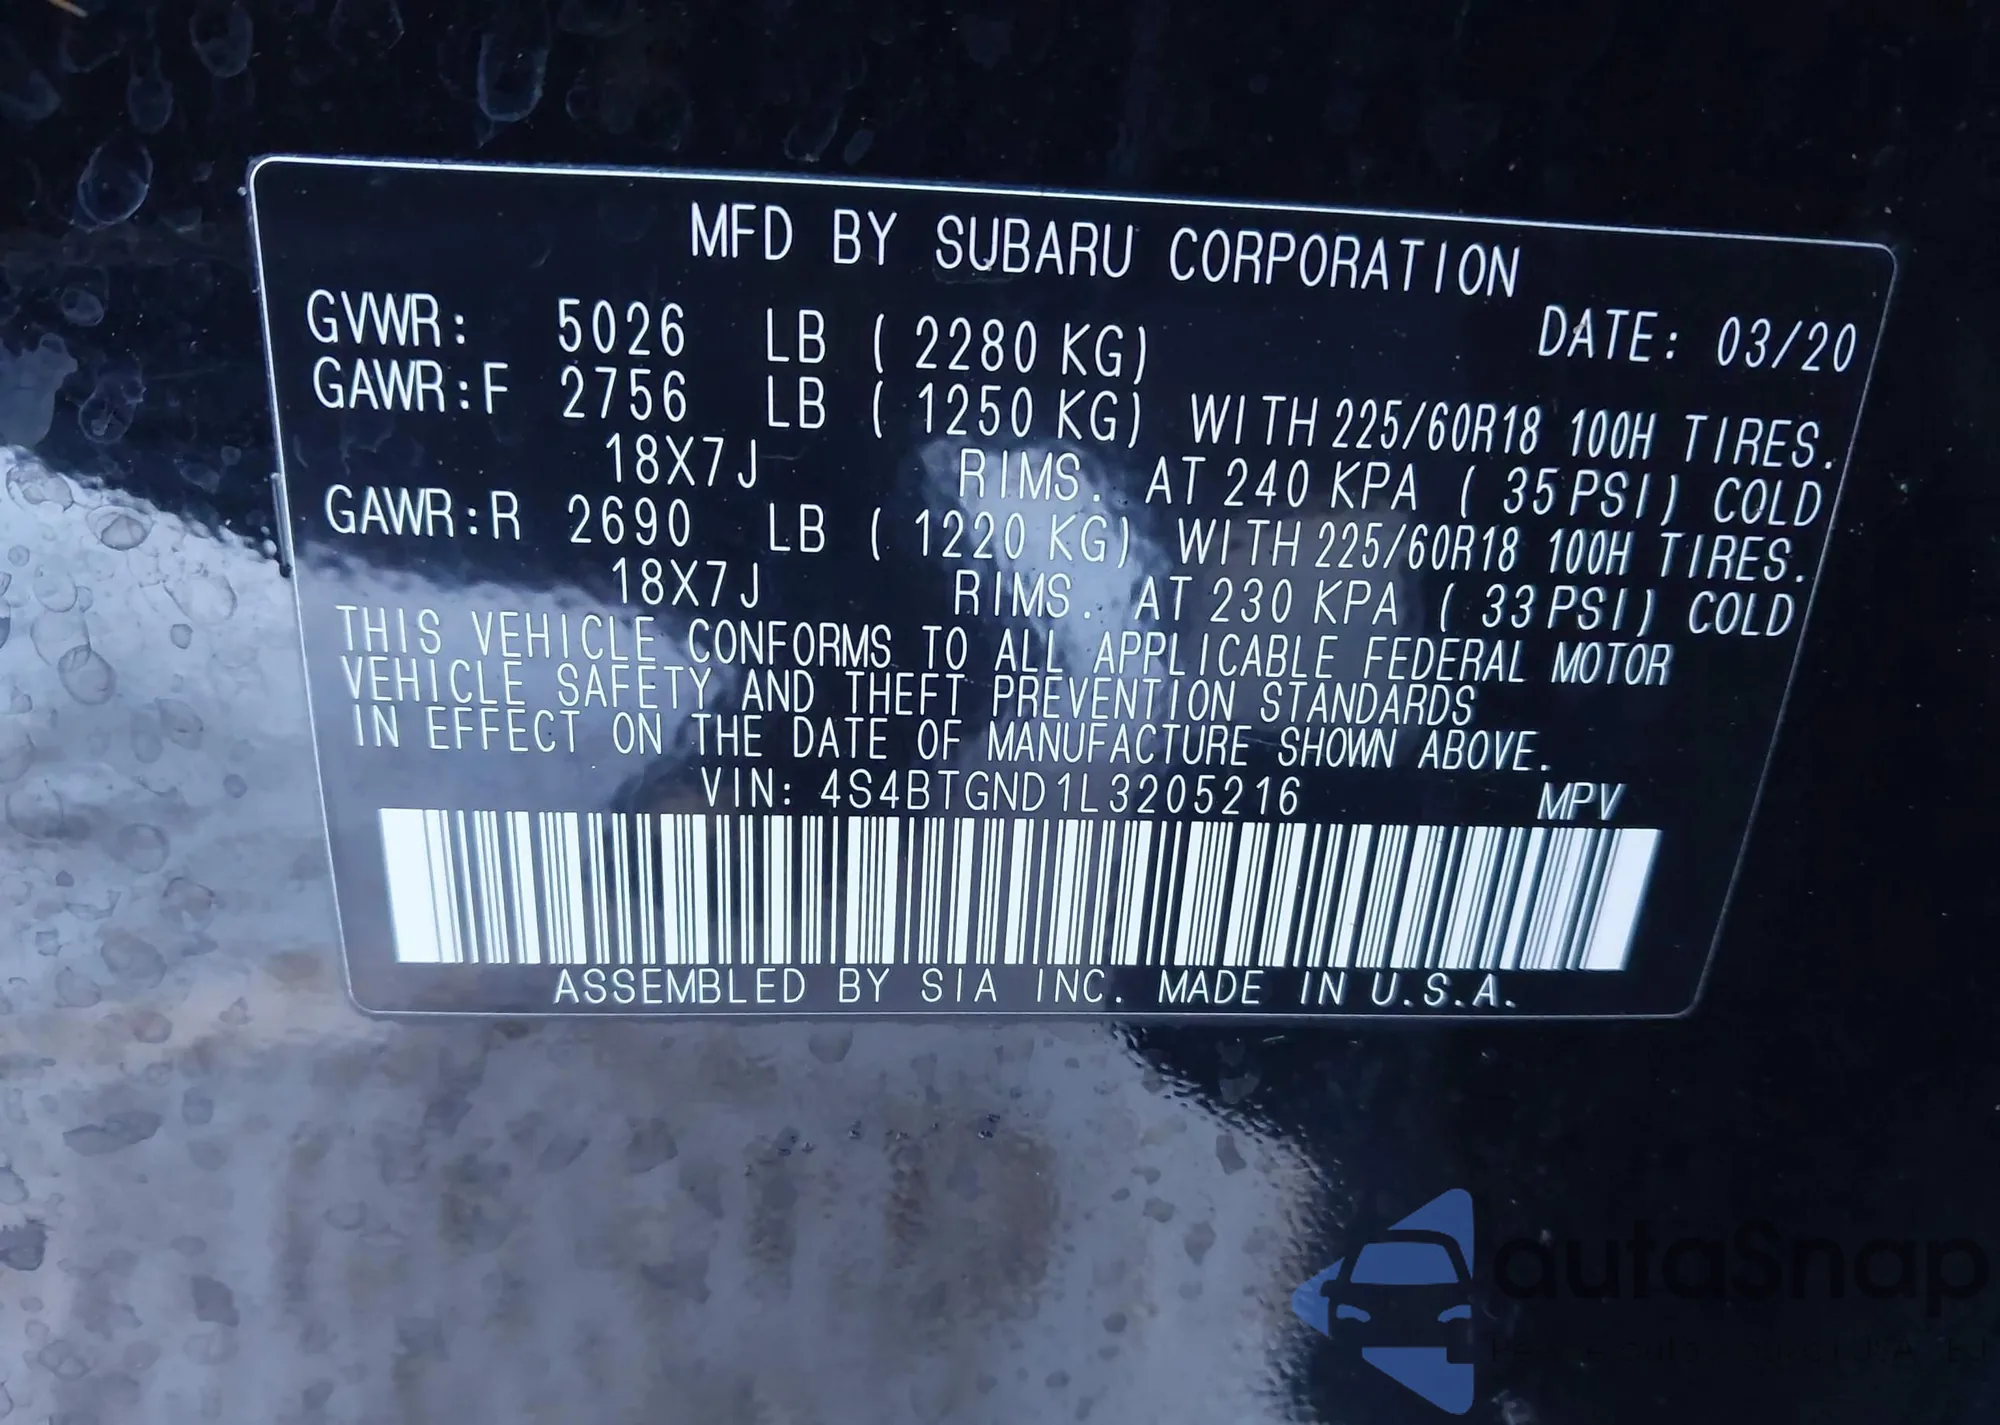 MFD BY SUBARU CORPORATION
DATE: 03/20
GVWR: 5026 LB ( 2280 KG)
GAWR:F 2756 LB ( 1250 KG) WITH 225/60R18 100H TIRES.
18X7J RIMS. AT 240 KPA ( 35 PSI) COLD
GAWR:R 2690 LB ( 1220 KG) WITH 225/60R18 100H TIRES.
18X7J RIMS. AT 230 KPA ( 33 PSI) COLD
THIS VEHICLE CONFORMS TO ALL APPLICABLE FEDERAL MOTOR
VEHICLE SAFETY AND THEFT PREVENTION STANDARDS
IN EFFECT ON THE DATE OF MANUFACTURE SHOWN ABOVE.
VIN: 4S4BTGND1L3205216 MPV
ASSEMBLED BY SIA INC. MADE IN U.S.A.
autaSnap